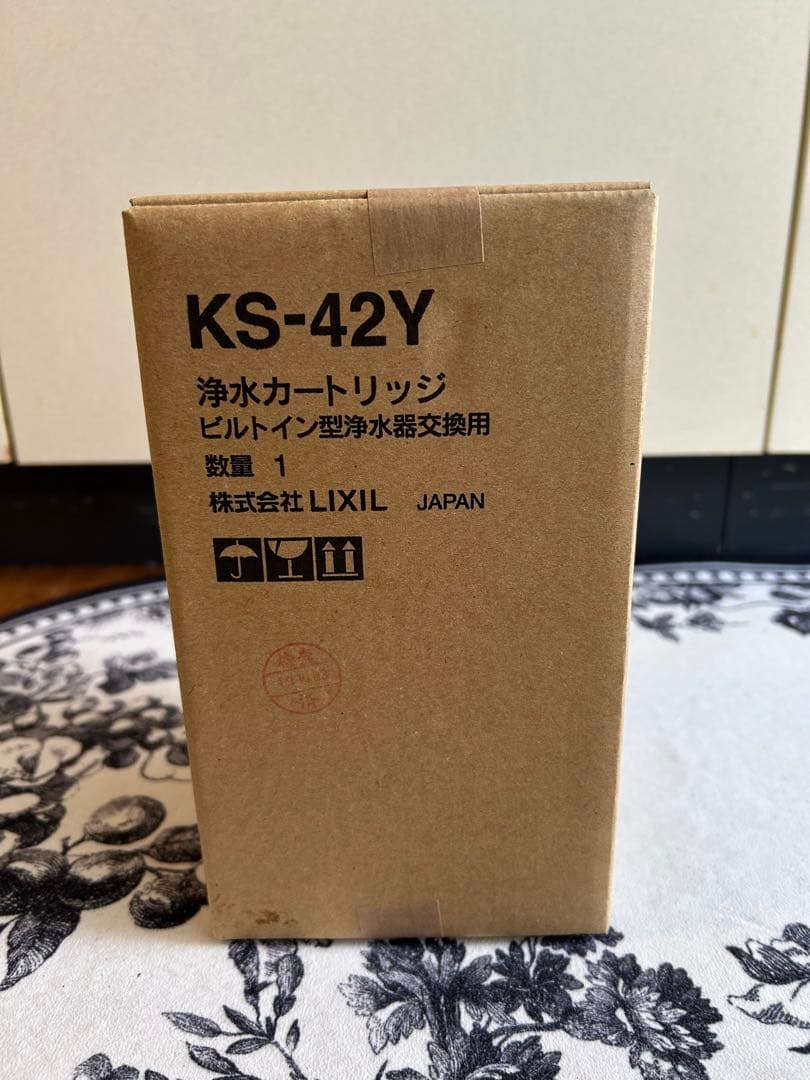 KS-42Y
浄水カートリッジ
ビルトイン型浄水器交換用
数量 1
株式会社 LIXIL JAPAN